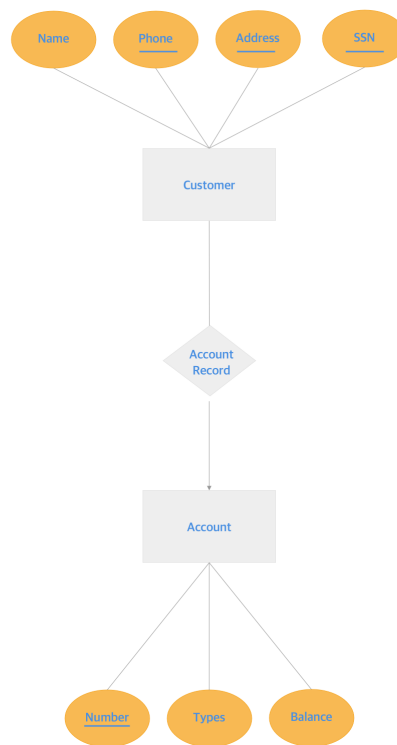 Name
Phone
Address
SSN
Customer
Account
Record
Account
Number
Types
Balance